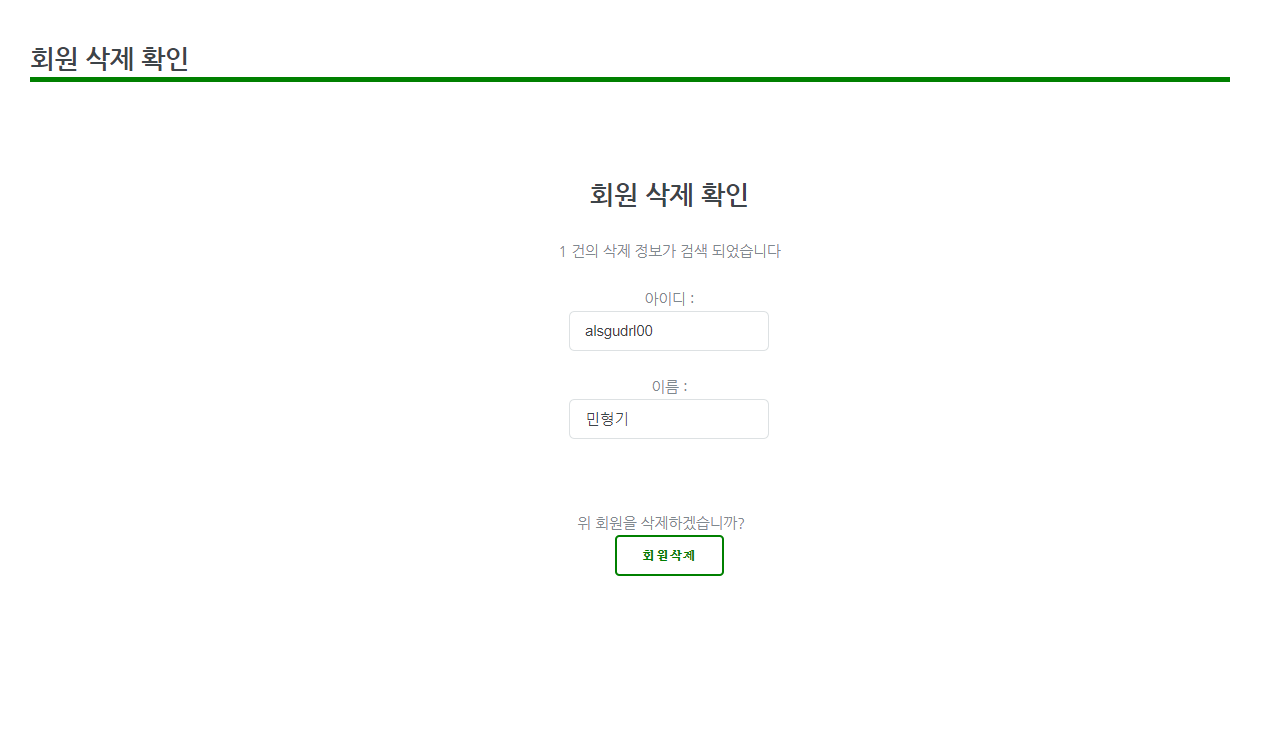 회원 삭제 확인
회원 삭제 확인
1 건의 삭제 정보가 검색 되었습니다
아이디 :
alsgudrl00
이름 :
민형기
위 회원을 삭제하겠습니까?
회원삭제